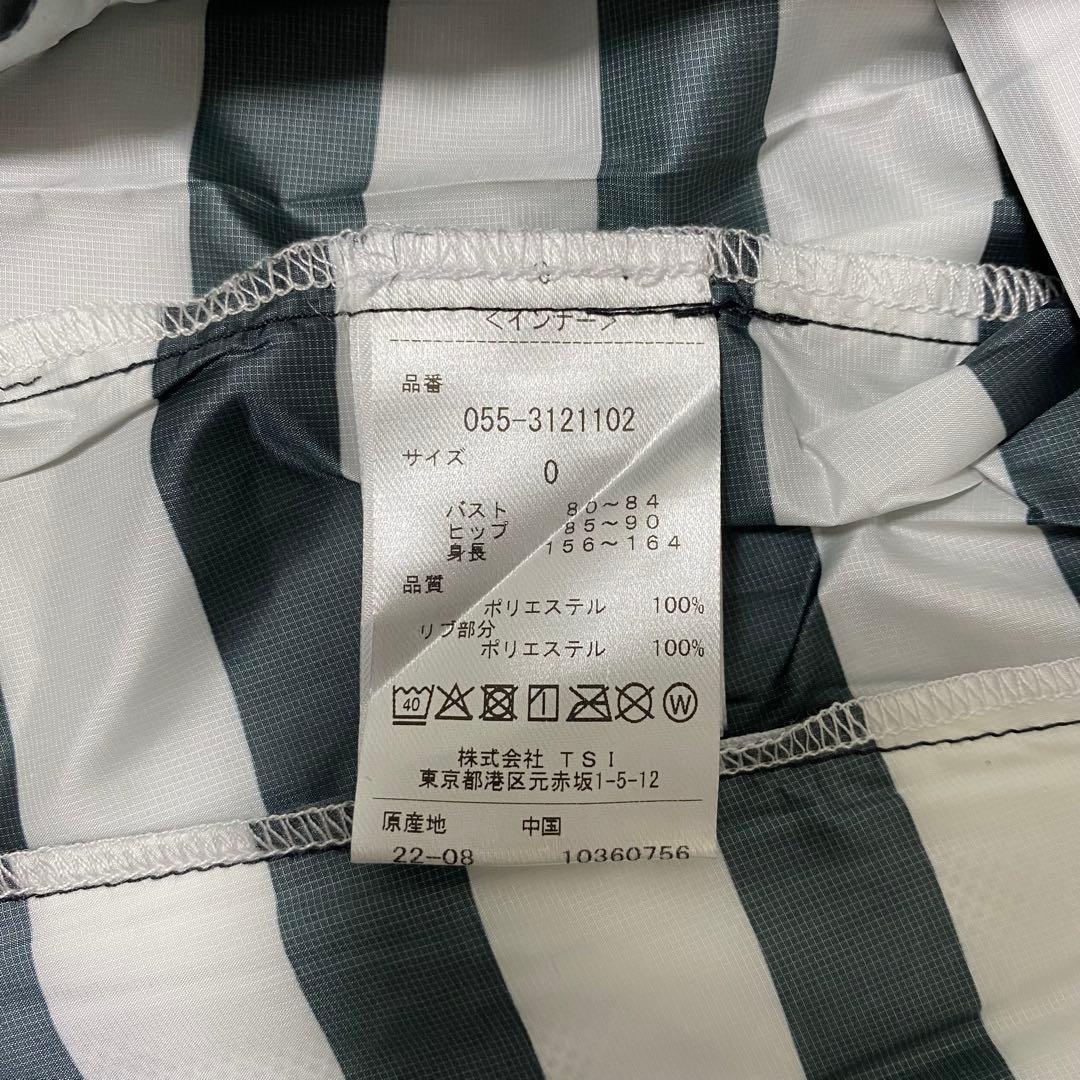 <インナー>
品番
055-3121102
サイズ
0
バスト 80～84
ヒップ 85～90
身長 156～164
品質
ポリエステル 100%
リブ部分
ポリエステル 100%
40 W
株式会社 TSI
東京都港区元赤坂1-5-12
原産地 中国
22-08 10360756